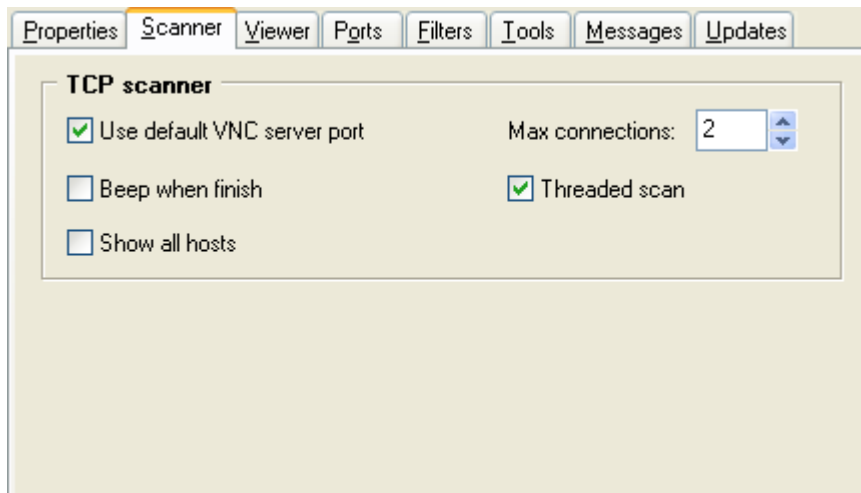 Properties Scanner Viewer Ports Filters Tools Messages Updates
TCP scanner
Use default VNC server port Max connections: 2
Beep when finish Threaded scan
Show all hosts